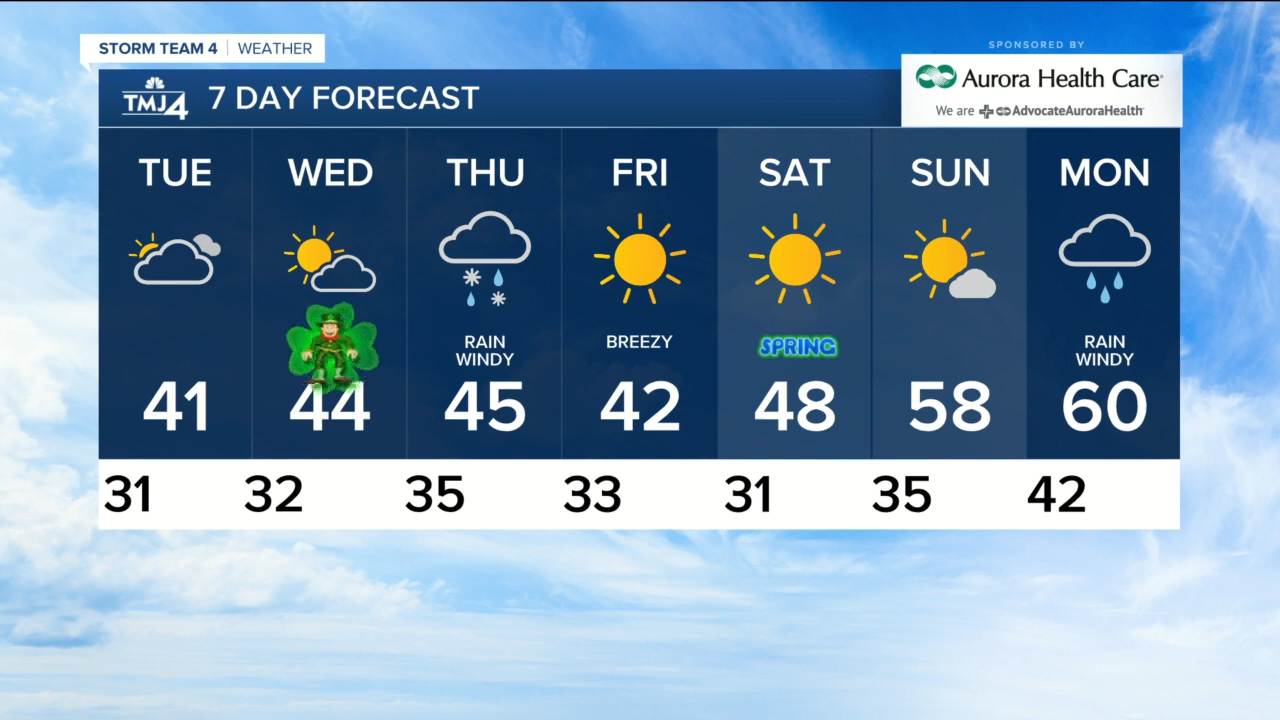 STORM TEAM 4 | WEATHER
SPONSORED BY
Aurora Health Care
We are AdvocateAuroraHealth
TMJ4 7 DAY FORECAST
TUE WED THU FRI SAT SUN MON
RAIN BREEZY SPRING RAIN
WINDY WINDY
41 44 45 42 48 58 60
31 32 35 33 31 35 42